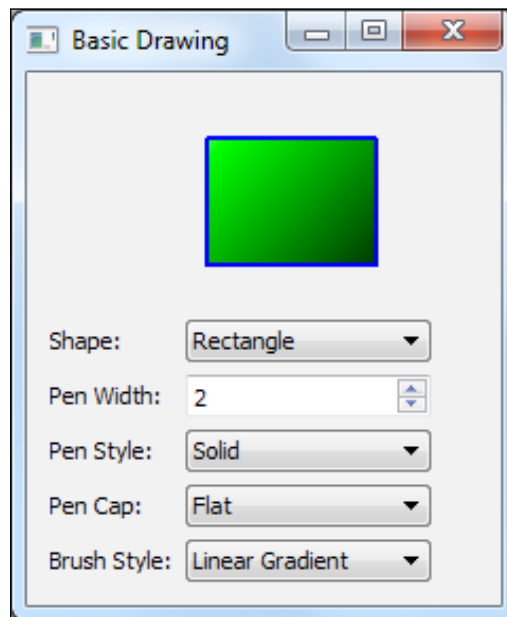 Basic Drawing
Shape: Rectangle
Pen Width: 2
Pen Style: Solid
Pen Cap: Flat
Brush Style: Linear Gradient